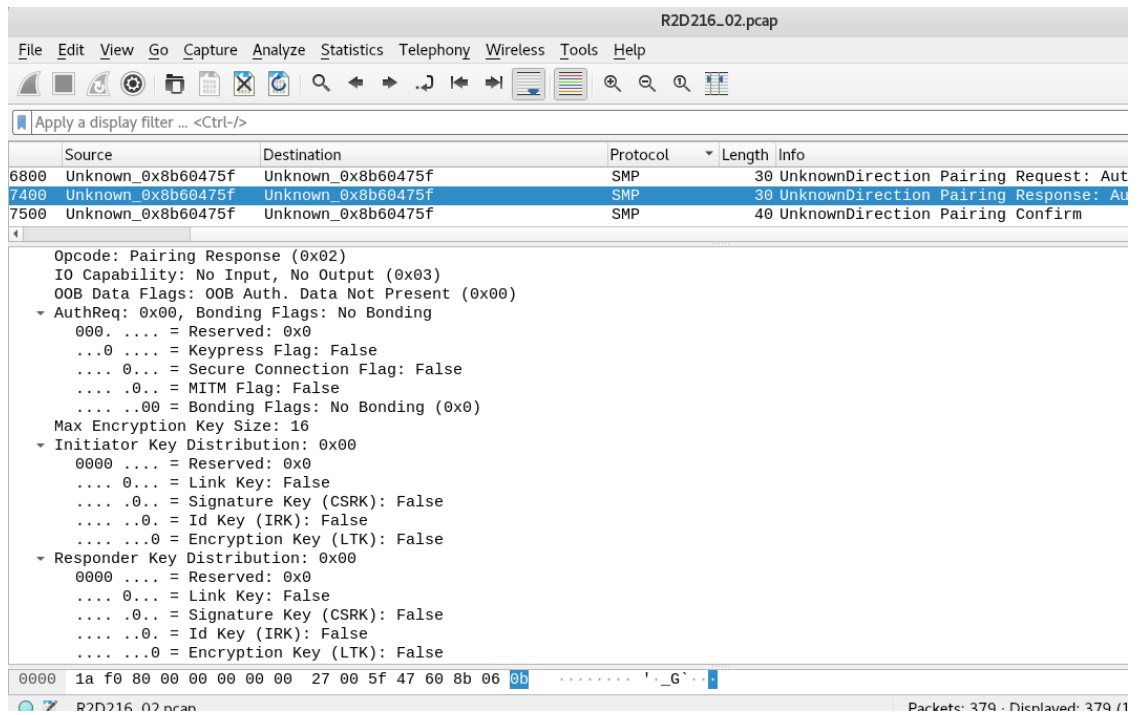 R2D216_02.pcap
File Edit View Go Capture Analyze Statistics Telephony Wireless Tools Help
Apply a display filter ... <Ctrl-/>
Source Destination Protocol Length Info
6800 Unknown_0x8b60475f Unknown_0x8b60475f SMP 30 UnknownDirection Pairing Request: Aut
7400 Unknown_0x8b60475f Unknown_0x8b60475f SMP 30 UnknownDirection Pairing Response: Au
7500 Unknown_0x8b60475f Unknown_0x8b60475f SMP 40 UnknownDirection Pairing Confirm
Opcode: Pairing Response (0x02)
IO Capability: No Input, No Output (0x03)
OOB Data Flags: OOB Auth. Data Not Present (0x00)
AuthReq: 0x00, Bonding Flags: No Bonding
000. .... = Reserved: 0x0
...0 .... = Keypress Flag: False
.... 0... = Secure Connection Flag: False
.... .0.. = MITM Flag: False
.... ..00 = Bonding Flags: No Bonding (0x0)
Max Encryption Key Size: 16
Initiator Key Distribution: 0x00
0000 .... = Reserved: 0x0
.... 0... = Link Key: False
.... .0.. = Signature Key (CSRK): False
.... ..0. = Id Key (IRK): False
.... ...0 = Encryption Key (LTK): False
Responder Key Distribution: 0x00
0000 .... = Reserved: 0x0
.... 0... = Link Key: False
.... .0.. = Signature Key (CSRK): False
.... ..0. = Id Key (IRK): False
.... ...0 = Encryption Key (LTK): False
0000 1a f0 80 00 00 00 00 00 27 00 5f 47 60 8b 06 0b ········ '·_G`···
R2D216_02.pcap Packets: 379 · Displayed: 379 (1